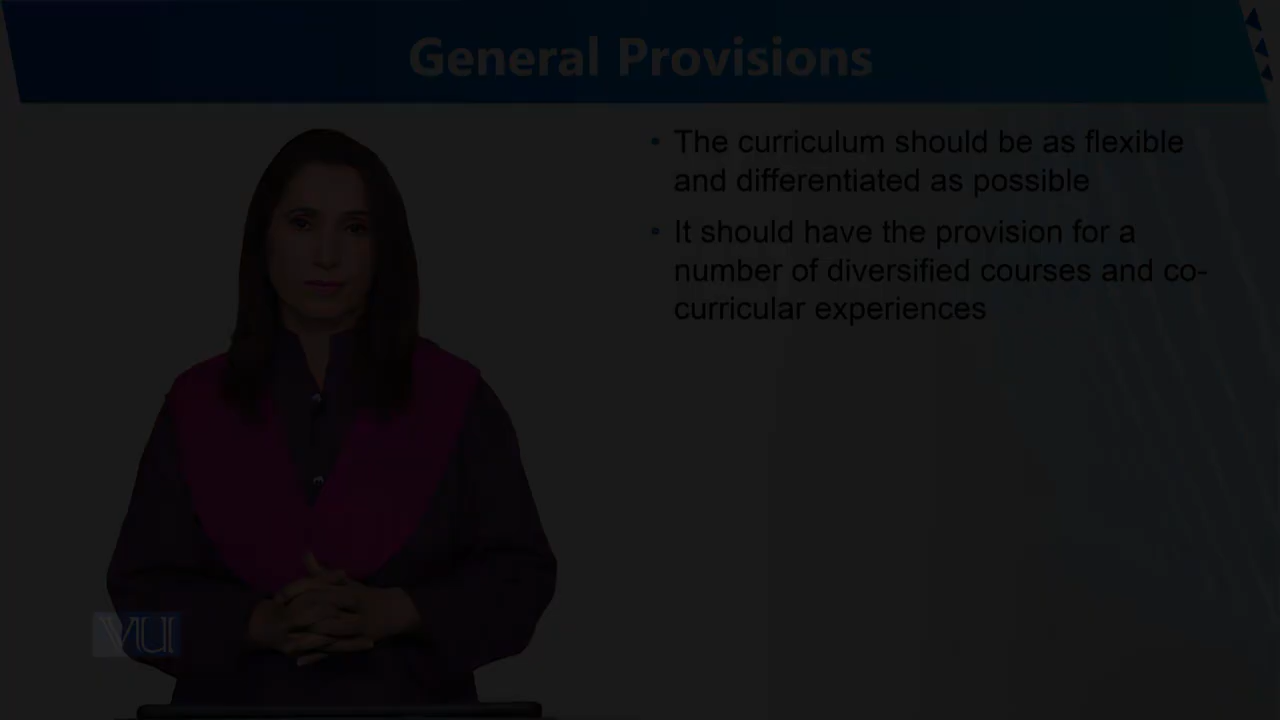 General Provisions
• The curriculum should be as flexible
and differentiated as possible
• It should have the provision for a
number of diversified courses and co-
curricular experiences
VU